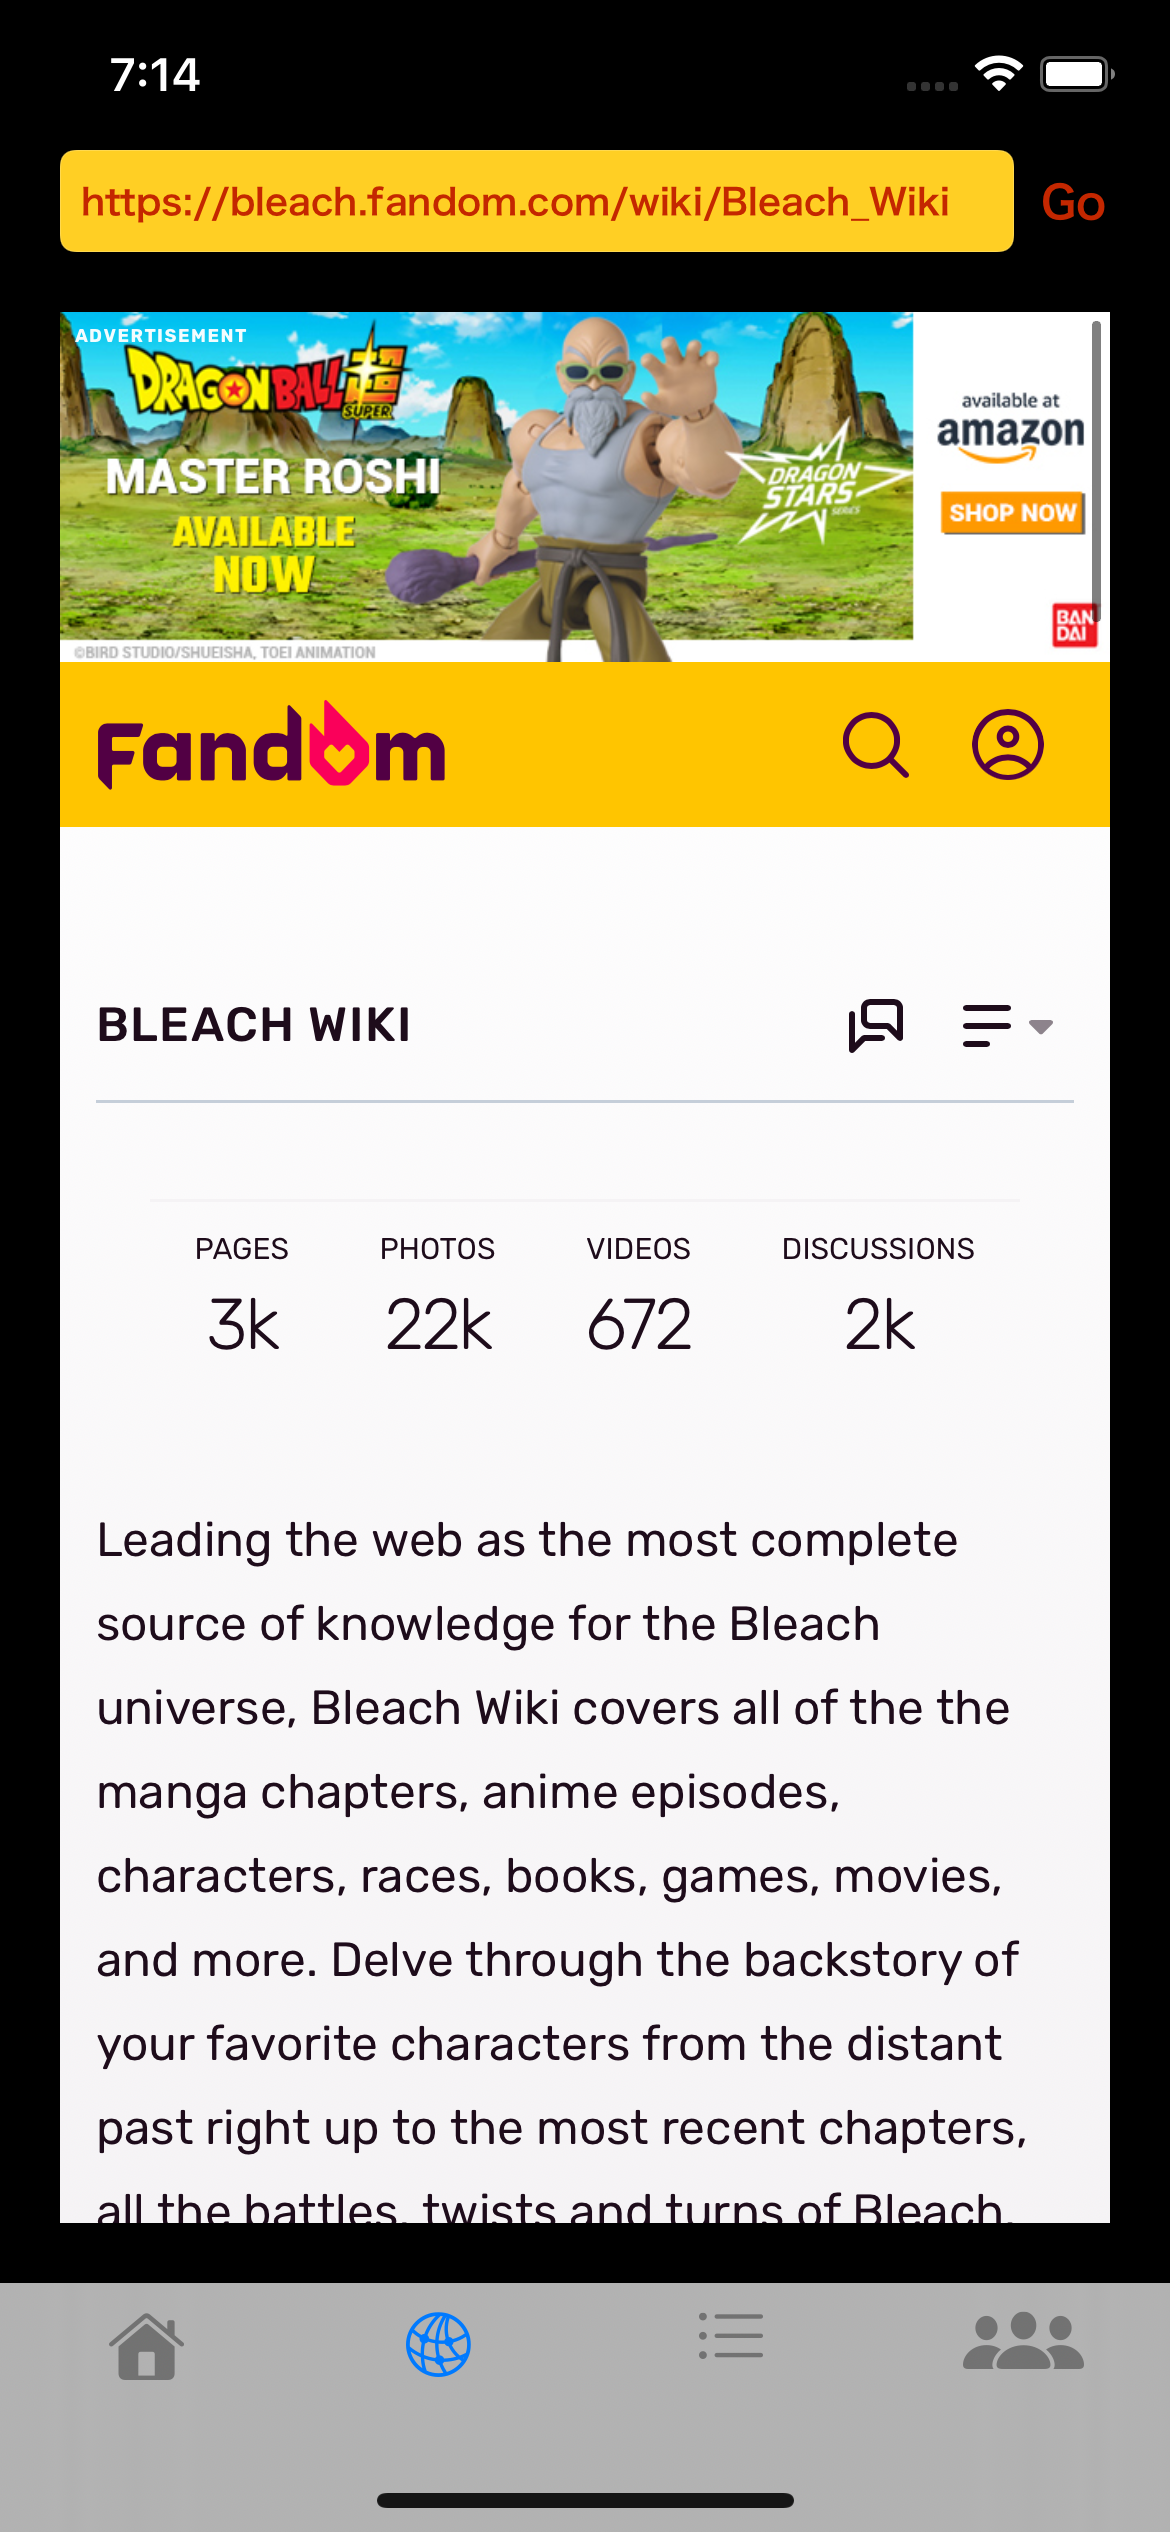 7:14
https://bleach.fandom.com/wiki/Bleach_Wiki
Go
ADVERTISEMENT
DRAGONBALL
SUPER
MASTER ROSHI
AVAILABLE
NOW
DRAGON
STARS
SERIES
available at
amazon
SHOP NOW
BAN
DAI
©BIRD STUDIO/SHUEISHA, TOEI ANIMATION
Fandom
BLEACH WIKI
PAGES PHOTOS VIDEOS DISCUSSIONS
3k 22k 672 2k
Leading the web as the most complete
source of knowledge for the Bleach
universe, Bleach Wiki covers all of the the
manga chapters, anime episodes,
characters, races, books, games, movies,
and more. Delve through the backstory of
your favorite characters from the distant
past right up to the most recent chapters,
all the battles, twists and turns of Bleach.